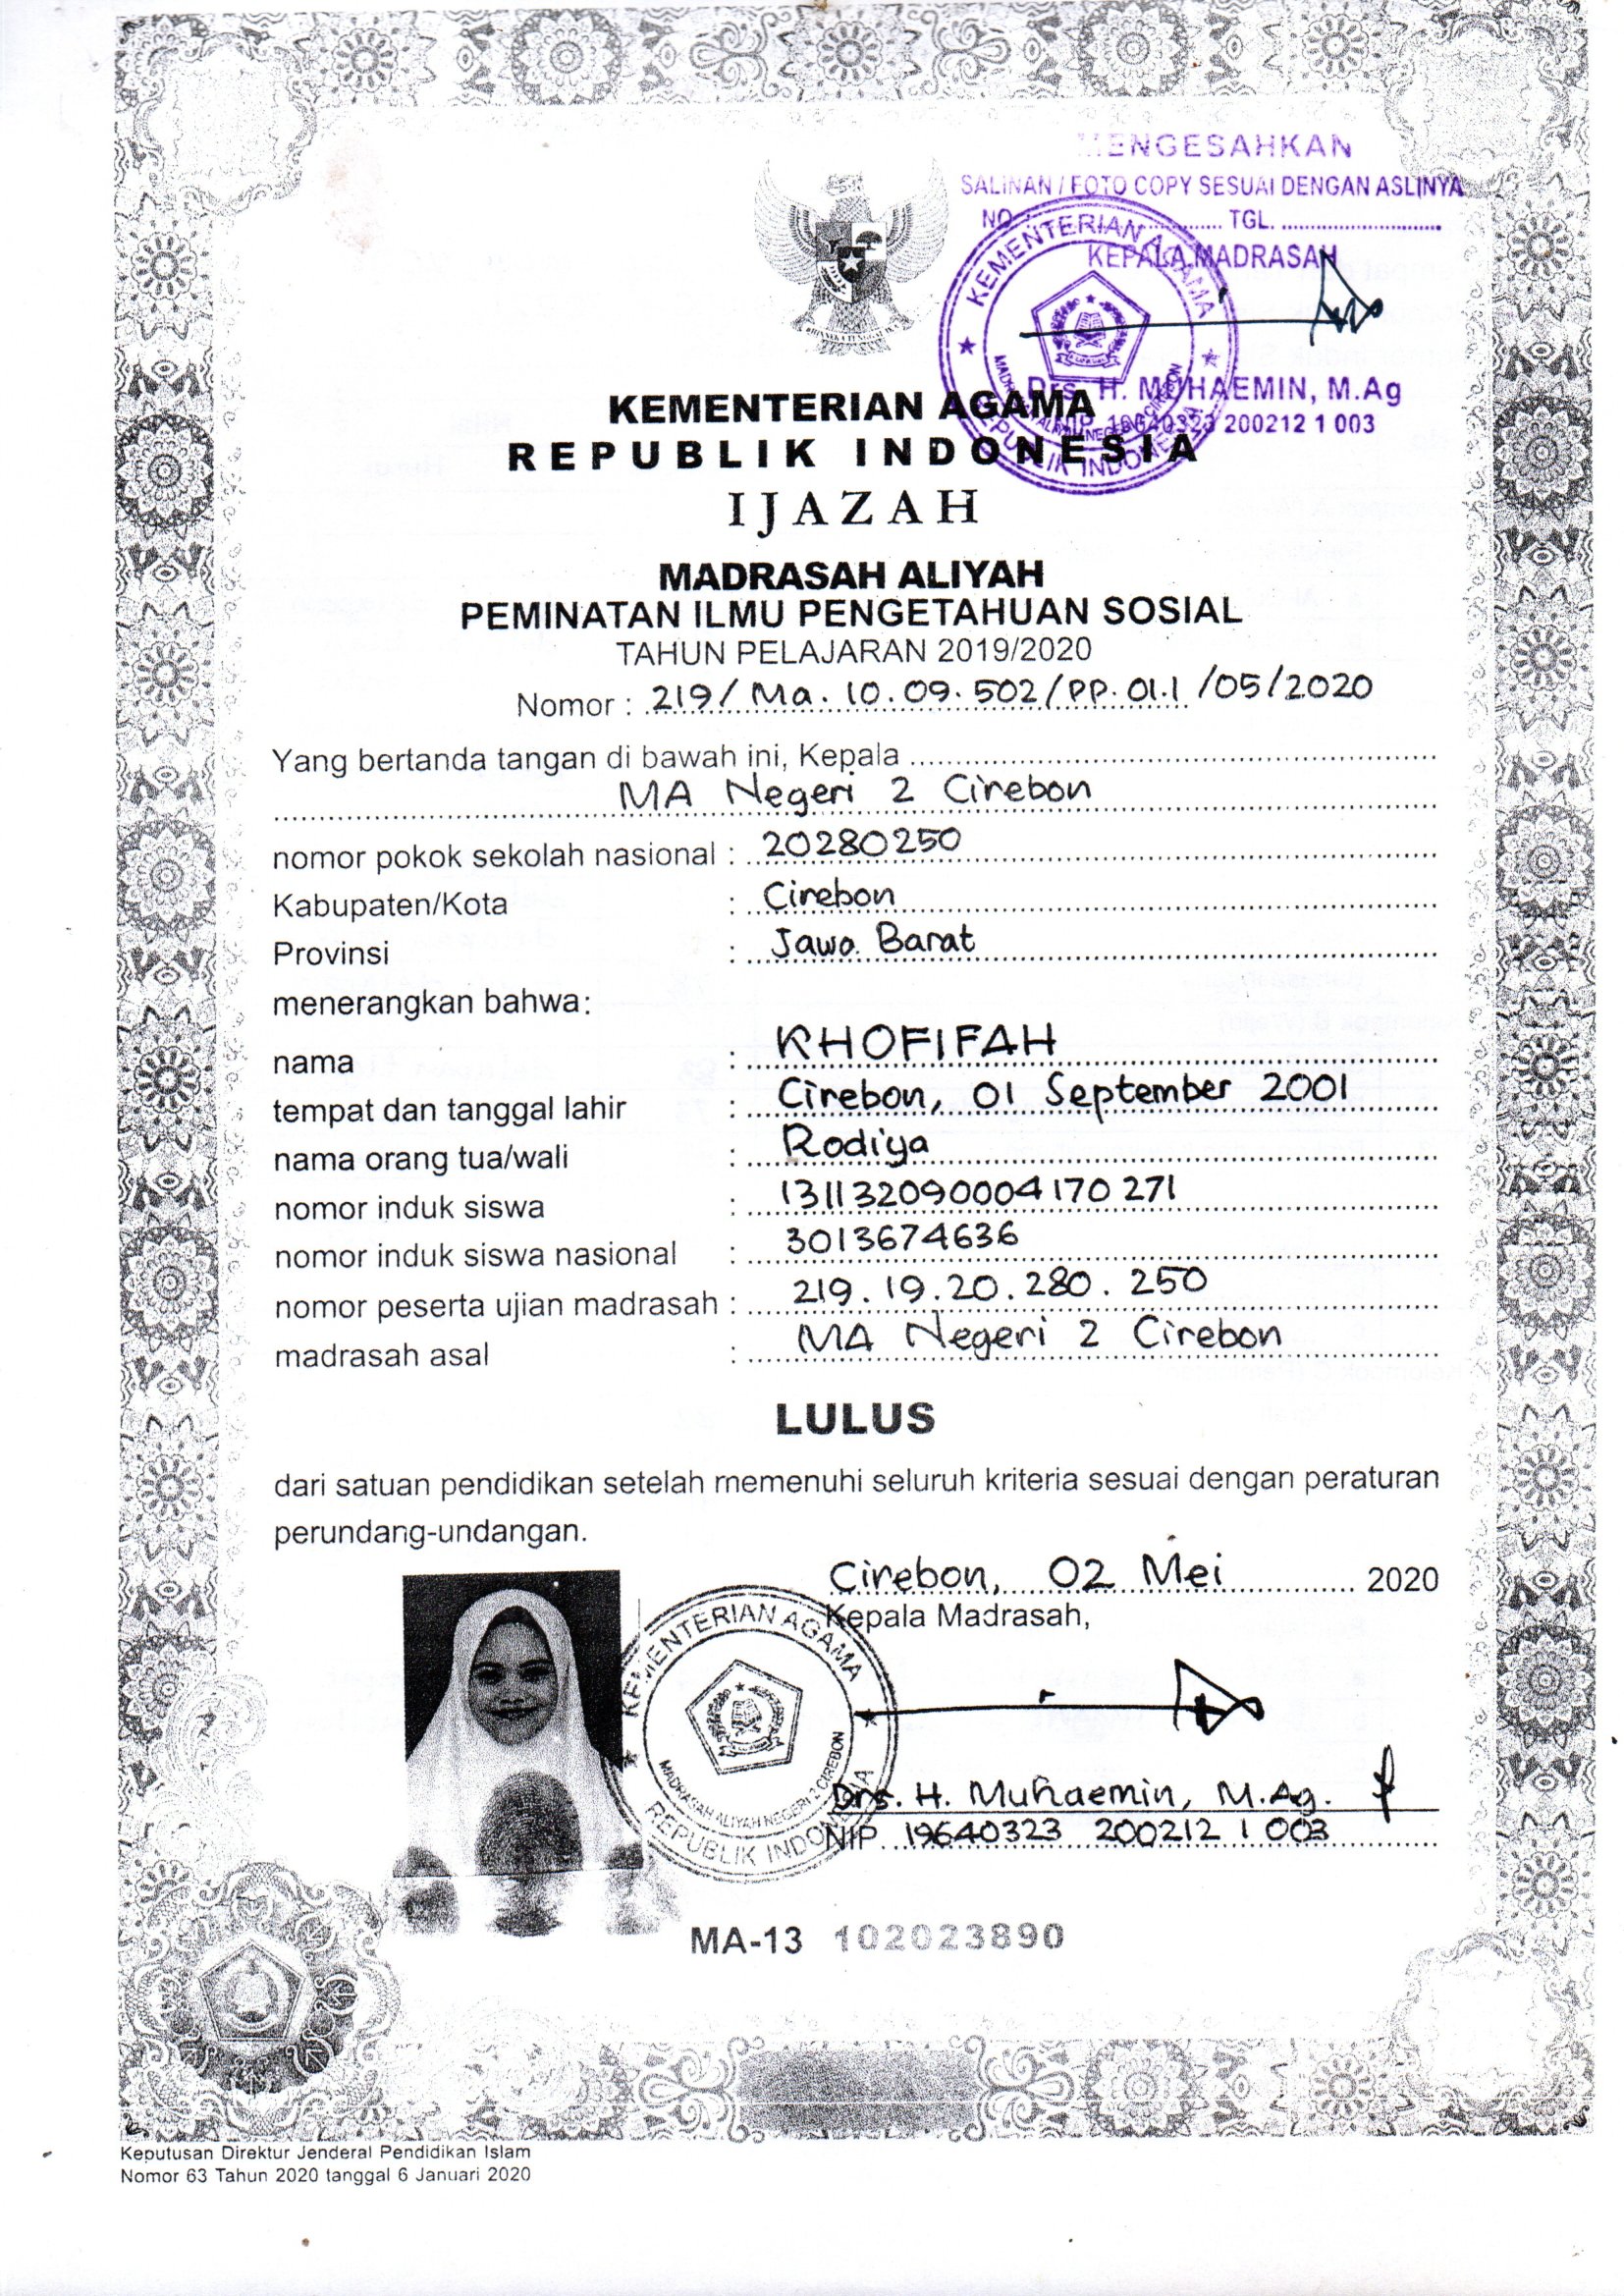 MENGESAHKAN
SALINAN / FOTO COPY SESUAI DENGAN ASLINYA
NO. .................... TGL. ............................
KEPALA MADRASAH
KEMENTERIAN AGAMA
REPUBLIK INDONESIA
Drs. H. MUHAEMIN, M.Ag
NIP. 19640323 200212 1 003
KEMENTERIAN AGAMA
REPUBLIK INDONESIA
IJAZAH
MADRASAH ALIYAH
PEMINATAN ILMU PENGETAHUAN SOSIAL
TAHUN PELAJARAN 2019/2020
Nomor : 219/Ma.10.09.502/PP.01.1/05/2020
Yang bertanda tangan di bawah ini, Kepala
MA Negeri 2 Cirebon
nomor pokok sekolah nasional : 20280250
Kabupaten/Kota : Cirebon
Provinsi : Jawa Barat
menerangkan bahwa:
nama : KHOFIFAH
tempat dan tanggal lahir : Cirebon, 01 September 2001
nama orang tua/wali : Rodiya
nomor induk siswa : 131132090004170271
nomor induk siswa nasional : 3013674636
nomor peserta ujian madrasah : 219.19.20.280.250
madrasah asal : MA Negeri 2 Cirebon
LULUS
dari satuan pendidikan setelah memenuhi seluruh kriteria sesuai dengan peraturan
perundang-undangan.
Cirebon, 02 Mei 2020
Kepala Madrasah,
KEMENTERIAN AGAMA
MADRASAH ALIYAH NEGERI 2 CIREBON
REPUBLIK INDONESIA
Drs. H. Muhaemin, M.Ag.
NIP. 19640323 200212 1 003
MA-13 102023890
Keputusan Direktur Jenderal Pendidikan Islam
Nomor 63 Tahun 2020 tanggal 6 Januari 2020